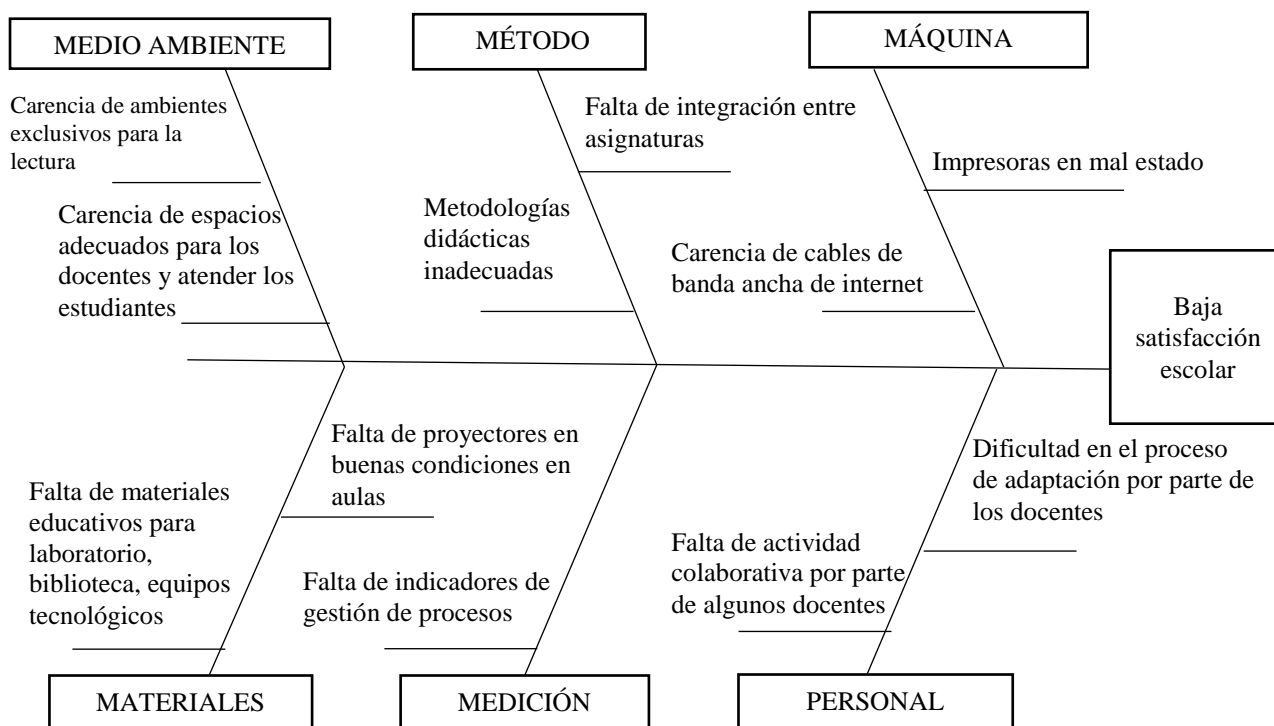 MEDIO AMBIENTE
MÉTODO
MÁQUINA
Carencia de ambientes
exclusivos para la
lectura
Carencia de espacios
adecuados para los
docentes y atender los
estudiantes
Falta de integración entre
asignaturas
Metodologías
didácticas
inadecuadas
Impresoras en mal estado
Carencia de cables de
banda ancha de internet
Baja
satisfacción
escolar
Falta de proyectores en
buenas condiciones en
aulas
Falta de materiales
educativos para
laboratorio,
biblioteca, equipos
tecnológicos
Falta de indicadores de
gestión de procesos
Dificultad en el proceso
de adaptación por parte de
los docentes
Falta de actividad
colaborativa por parte
de algunos docentes
MATERIALES
MEDICIÓN
PERSONAL